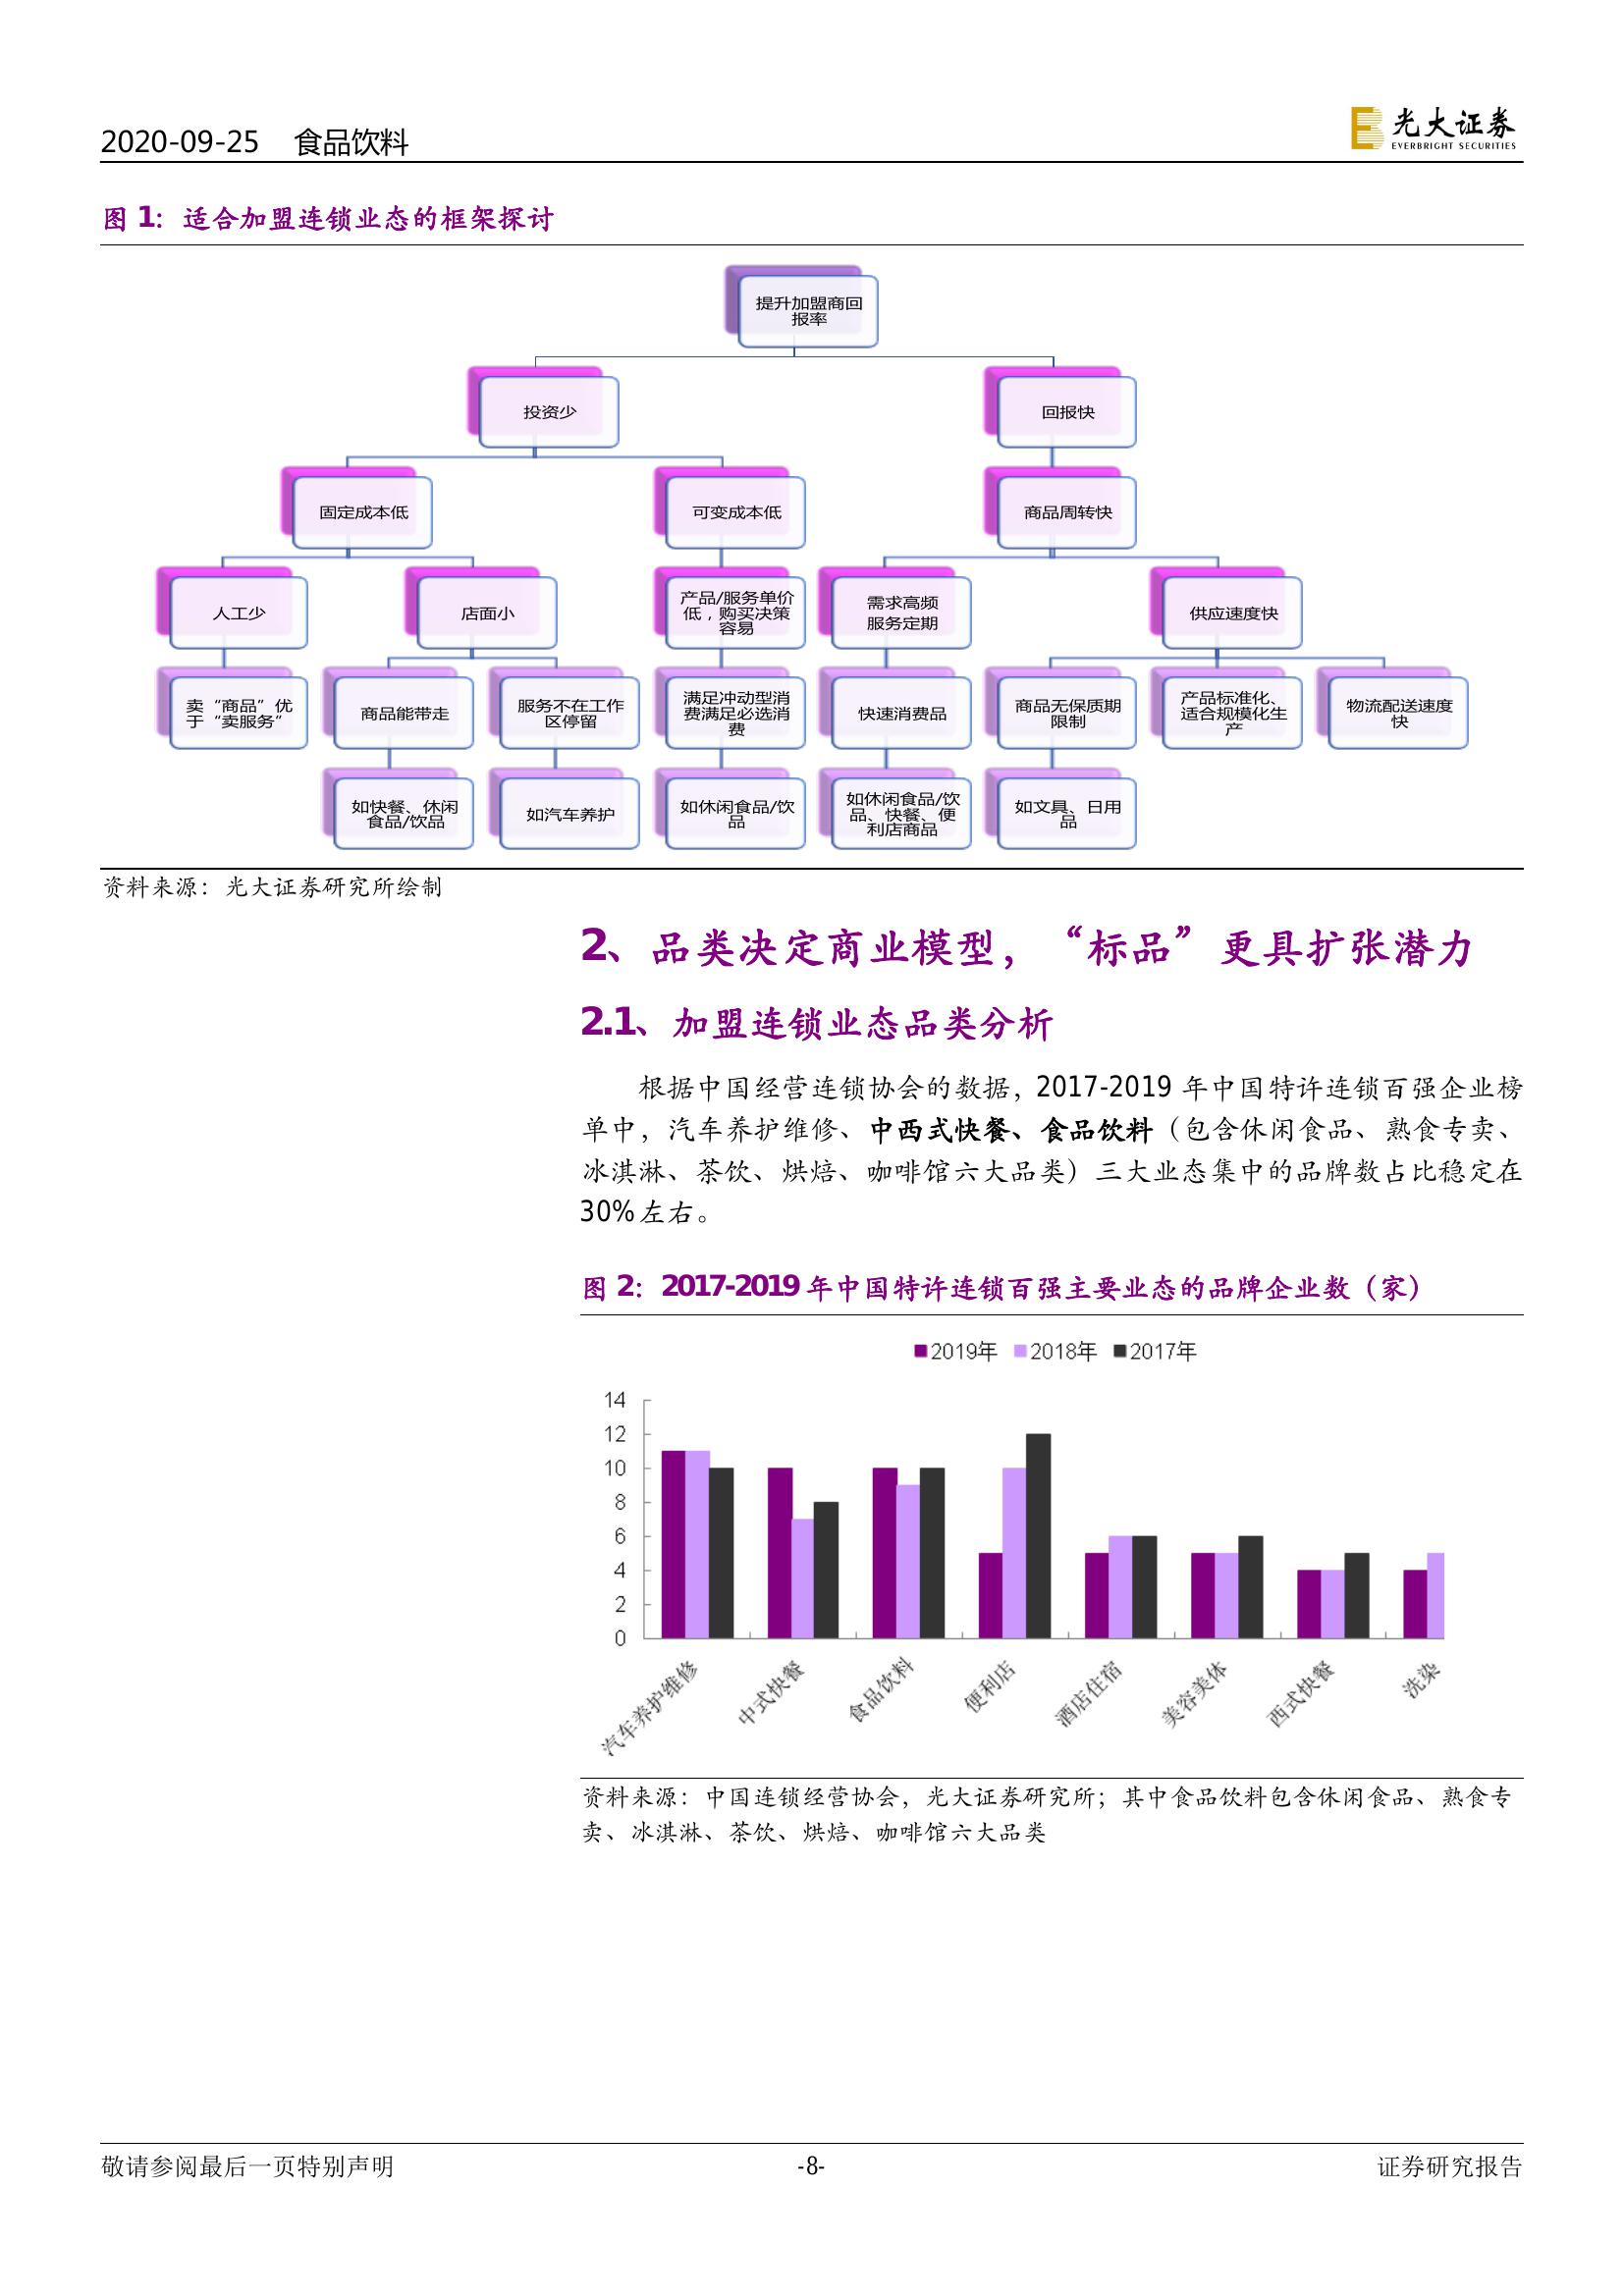 2020-09-25 食品饮料
光大证券
EVERBRIGHT SECURITIES
图 1：适合加盟连锁业态的框架探讨
提升加盟商回
报率
投资少
回报快
固定成本低
可变成本低
商品周转快
人工少
店面小
产品/服务单价
低，购买决策
容易
需求高频
服务定期
供应速度快
卖“商品”优
于“卖服务”
商品能带走
服务不在工作
区停留
满足冲动型消
费满足必选消
费
快速消费品
商品无保质期
限制
产品标准化、
适合规模化生
产
物流配送速度
快
如快餐、休闲
食品/饮品
如汽车养护
如休闲食品/饮
品
如休闲食品/饮
品、快餐、便
利店商品
如文具、日用
品
资料来源：光大证券研究所绘制
2、品类决定商业模型，“标品”更具扩张潜力
2.1、加盟连锁业态品类分析
根据中国经营连锁协会的数据，2017-2019 年中国特许连锁百强企业榜
单中，汽车养护维修、中西式快餐、食品饮料（包含休闲食品、熟食专卖、
冰淇淋、茶饮、烘焙、咖啡馆六大品类）三大业态集中的品牌数占比稳定在
30%左右。
图 2：2017-2019 年中国特许连锁百强主要业态的品牌企业数（家）
2019年 2018年 2017年
14
12
10
8
6
4
2
0
汽车养护维修
中式快餐
食品饮料
便利店
酒店住宿
美容美体
西式快餐
洗染
资料来源：中国连锁经营协会，光大证券研究所；其中食品饮料包含休闲食品、熟食专
卖、冰淇淋、茶饮、烘焙、咖啡馆六大品类
敬请参阅最后一页特别声明 -8- 证券研究报告